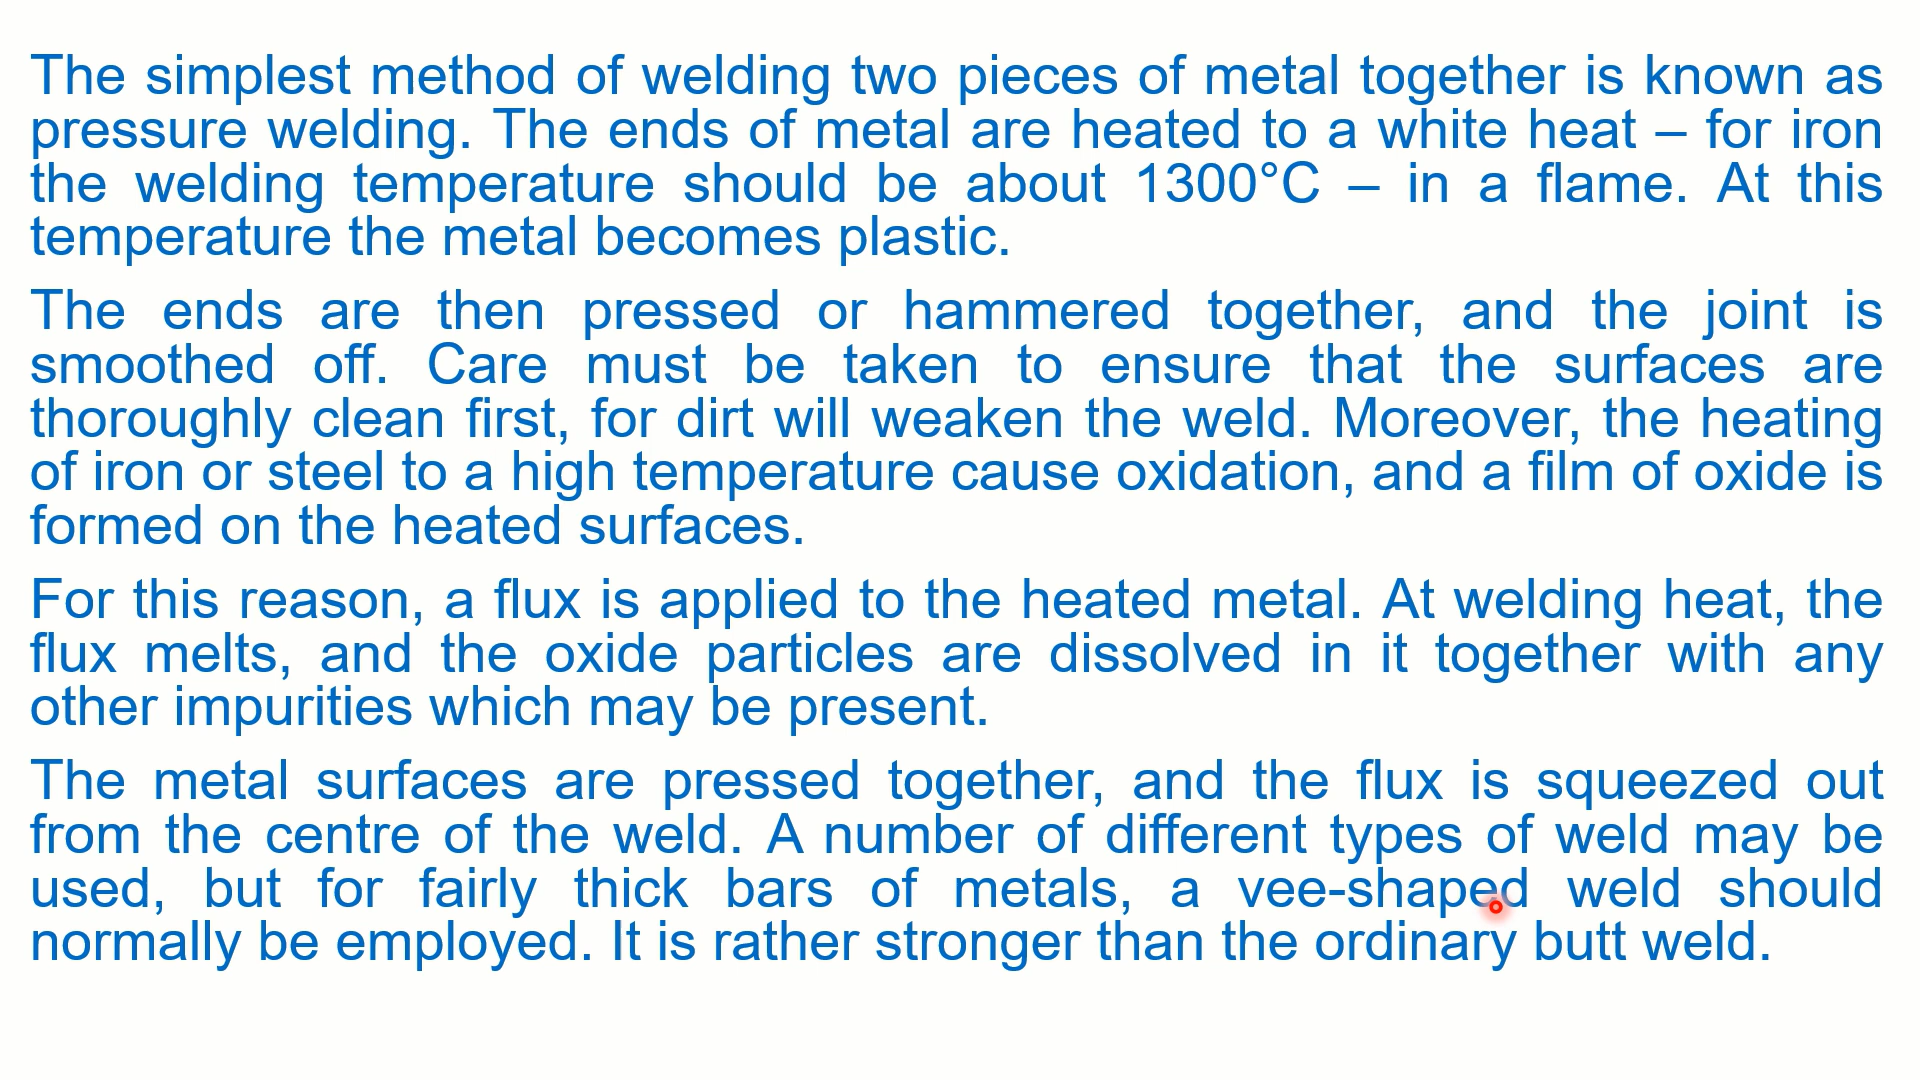 The simplest method of welding two pieces of metal together is known as
pressure welding. The ends of metal are heated to a white heat – for iron
the welding temperature should be about 1300°C – in a flame. At this
temperature the metal becomes plastic.
The ends are then pressed or hammered together, and the joint is
smoothed off. Care must be taken to ensure that the surfaces are
thoroughly clean first, for dirt will weaken the weld. Moreover, the heating
of iron or steel to a high temperature cause oxidation, and a film of oxide is
formed on the heated surfaces.
For this reason, a flux is applied to the heated metal. At welding heat, the
flux melts, and the oxide particles are dissolved in it together with any
other impurities which may be present.
The metal surfaces are pressed together, and the flux is squeezed out
from the centre of the weld. A number of different types of weld may be
used, but for fairly thick bars of metals, a vee-shaped weld should
normally be employed. It is rather stronger than the ordinary butt weld.